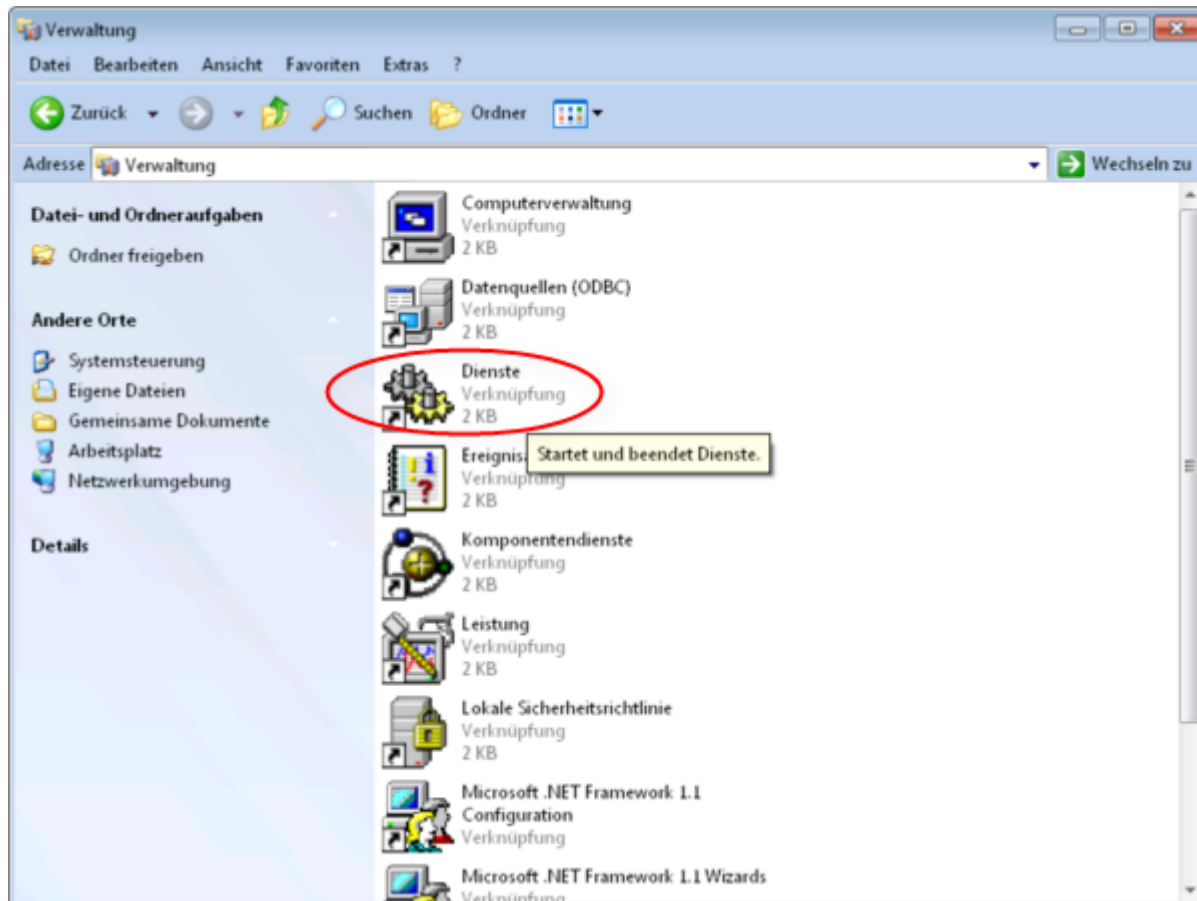 Verwaltung
Datei Bearbeiten Ansicht Favoriten Extras ?
Zurück Suchen Ordner
Adresse Verwaltung Wechseln zu
Datei- und Ordneraufgaben
Ordner freigeben
Andere Orte
Systemsteuerung
Eigene Dateien
Gemeinsame Dokumente
Arbeitsplatz
Netzwerkumgebung
Details
Computerverwaltung
Verknüpfung
2 KB
Datenquellen (ODBC)
Verknüpfung
2 KB
Dienste
Verknüpfung
2 KB
Startet und beendet Dienste.
Verknüpfung
2 KB
Komponentendienste
Verknüpfung
2 KB
Leistung
Verknüpfung
2 KB
Lokale Sicherheitsrichtlinie
Verknüpfung
2 KB
Microsoft .NET Framework 1.1
Configuration
Verknüpfung
Microsoft .NET Framework 1.1 Wizards
Verknüpfung